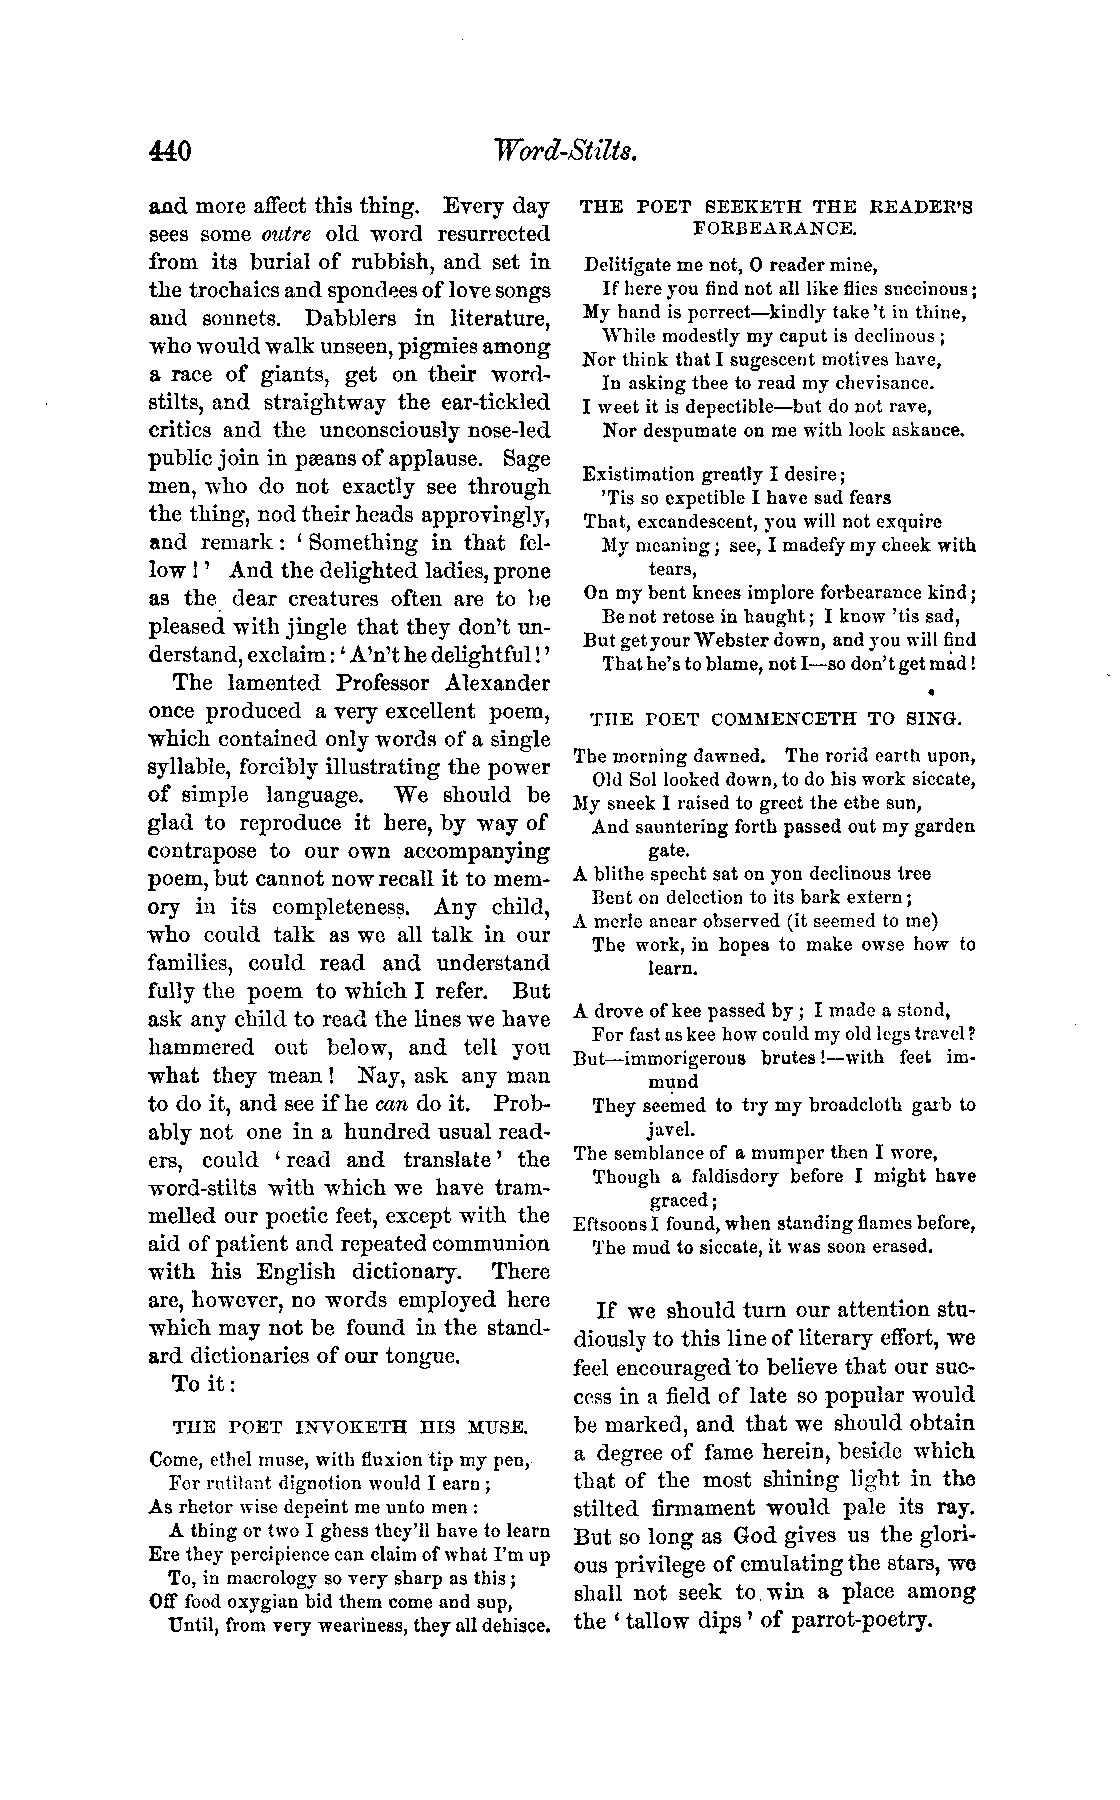 440
Word-Stilts.
and more affect this thing. Every day
sees some outre old word resurrected
from its burial of rubbish, and set in
the trochaics and spondees of love songs
and sonnets. Dabblers in literature,
who would walk unseen, pigmies among
a race of giants, get on their word-
stilts, and straightway the ear-tickled
critics and the unconsciously nose-led
public join in pæans of applause. Sage
men, who do not exactly see through
the thing, nod their heads approvingly,
and remark: ‘Something in that fel-
low!’ And the delighted ladies, prone
as the dear creatures often are to be
pleased with jingle that they don't un-
derstand, exclaim: ‘A'n't he delightful!’
The lamented Professor Alexander
once produced a very excellent poem,
which contained only words of a single
syllable, forcibly illustrating the power
of simple language. We should be
glad to reproduce it here, by way of
contrapose to our own accompanying
poem, but cannot now recall it to mem-
ory in its completeness. Any child,
who could talk as we all talk in our
families, could read and understand
fully the poem to which I refer. But
ask any child to read the lines we have
hammered out below, and tell you
what they mean! Nay, ask any man
to do it, and see if he can do it. Prob-
ably not one in a hundred usual read-
ers, could ‘read and translate’ the
word-stilts with which we have tram-
melled our poetic feet, except with the
aid of patient and repeated communion
with his English dictionary. There
are, however, no words employed here
which may not be found in the stand-
ard dictionaries of our tongue.
To it:
THE POET INVOKETH HIS MUSE.
Come, ethel muse, with fluxion tip my pen,
For rutilant dignotion would I earn;
As rhetor wise depeint me unto men:
A thing or two I ghess they'll have to learn
Ere they percipience can claim of what I'm up
To, in macrology so very sharp as this;
Off food oxygian bid them come and sup,
Until, from very weariness, they all dehisce.
THE POET SEEKETH THE READER'S
FORBEARANCE.
Delitigate me not, O reader mine,
If here you find not all like flies succinous;
My hand is porrect—kindly take 't in thine,
While modestly my caput is declinous;
Nor think that I sugescent motives have,
In asking thee to read my chevisance.
I weet it is depectible—but do not rave,
Nor despumate on me with look askance.
Existimation greatly I desire;
'Tis so expetible I have sad fears
That, excandescent, you will not exquire
My meaning; see, I madefy my cheek with
tears,
On my bent knees implore forbearance kind;
Be not retose in haught; I know 'tis sad,
But get your Webster down, and you will find
That he's to blame, not I—so don't get mad!
THE POET COMMENCETH TO SING.
The morning dawned. The rorid earth upon,
Old Sol looked down, to do his work siccate,
My sneek I raised to greet the ethe sun,
And sauntering forth passed out my garden
gate.
A blithe specht sat on yon declinous tree
Bent on delection to its bark extern;
A merle anear observed (it seemed to me)
The work, in hopes to make owse how to
learn.
A drove of kee passed by; I made a stond,
For fast as kee how could my old legs travel?
But—immorigerous brutes!—with feet im-
mund
They seemed to try my broadcloth garb to
javel.
The semblance of a mumper then I wore,
Though a faldisdory before I might have
graced;
Eftsoons I found, when standing flames before,
The mud to siccate, it was soon erased.
If we should turn our attention stu-
diously to this line of literary effort, we
feel encouraged to believe that our suc-
cess in a field of late so popular would
be marked, and that we should obtain
a degree of fame herein, beside which
that of the most shining light in the
stilted firmament would pale its ray.
But so long as God gives us the glori-
ous privilege of emulating the stars, we
shall not seek to win a place among
the ‘tallow dips’ of parrot-poetry.